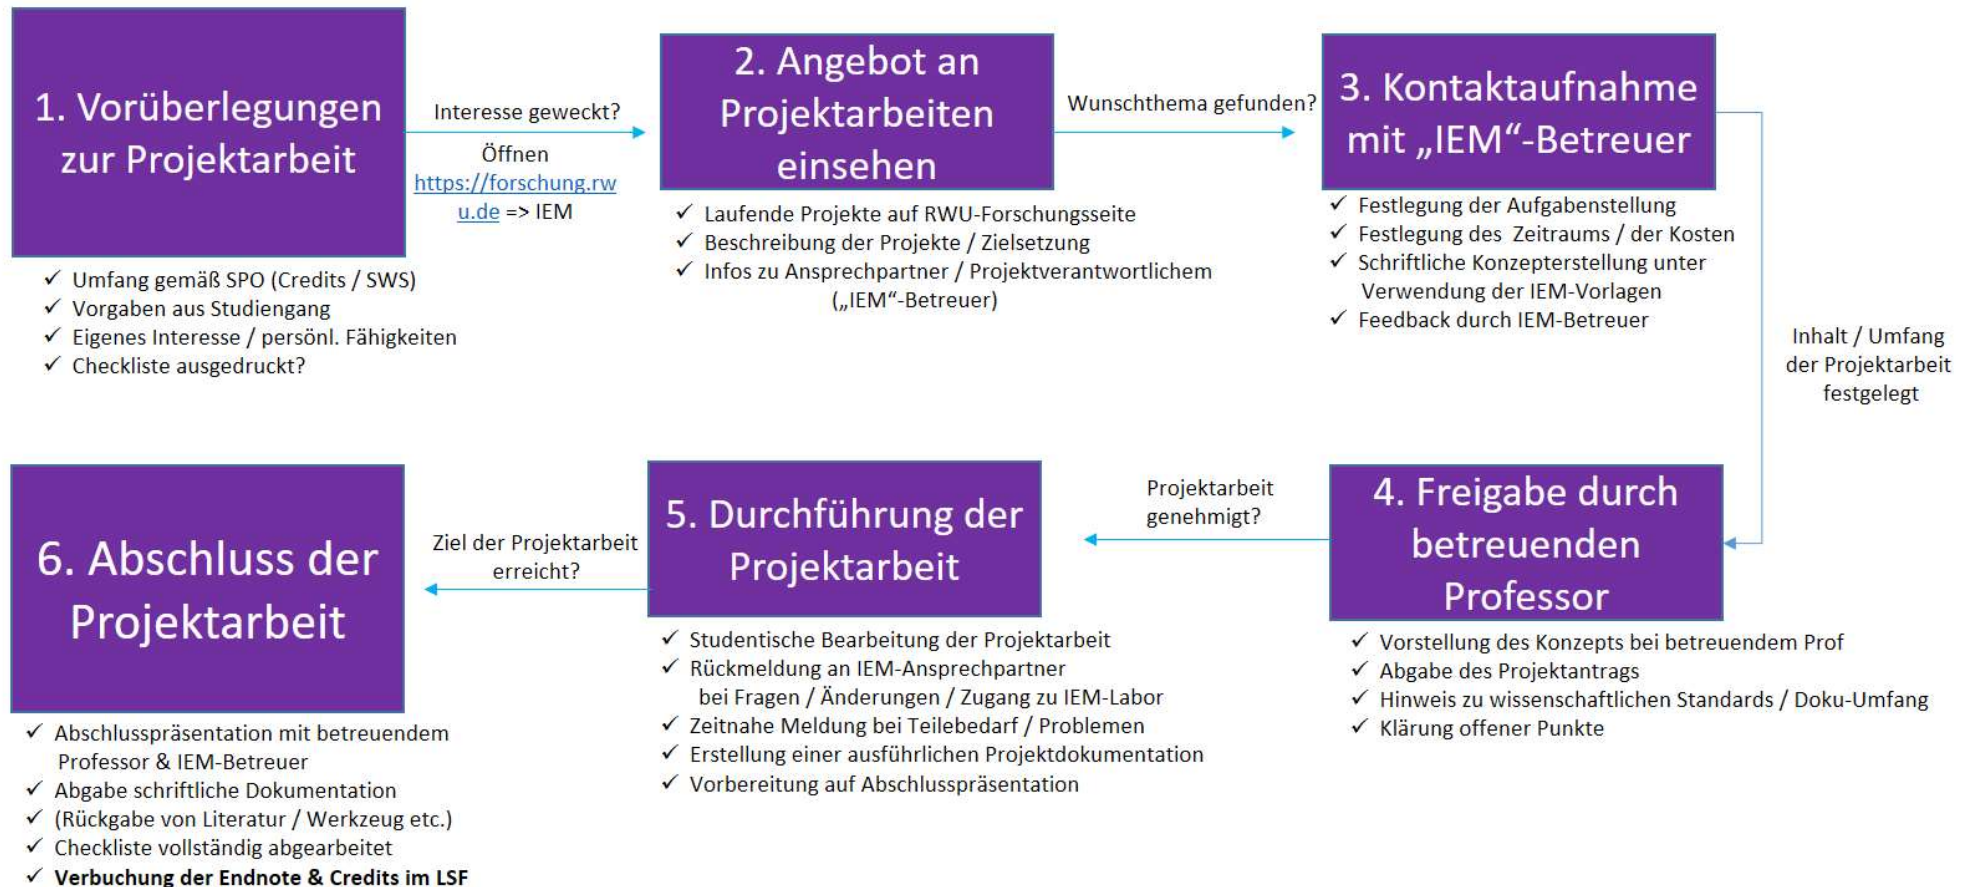 1. Vorüberlegungen
zur Projektarbeit
✓ Umfang gemäß SPO (Credits / SWS)
✓ Vorgaben aus Studiengang
✓ Eigenes Interesse / persönl. Fähigkeiten
✓ Checkliste ausgedruckt?
Interesse geweckt?
Öffnen
https://forschung.rw
u.de => IEM
2. Angebot an
Projektarbeiten
einsehen
✓ Laufende Projekte auf RWU-Forschungsseite
✓ Beschreibung der Projekte / Zielsetzung
✓ Infos zu Ansprechpartner / Projektverantwortlichem
(„IEM“-Betreuer)
Wunschthema gefunden?
3. Kontaktaufnahme
mit „IEM“-Betreuer
✓ Festlegung der Aufgabenstellung
✓ Festlegung des Zeitraums / der Kosten
✓ Schriftliche Konzepterstellung unter
Verwendung der IEM-Vorlagen
✓ Feedback durch IEM-Betreuer
Inhalt / Umfang
der Projektarbeit
festgelegt
4. Freigabe durch
betreuenden
Professor
✓ Vorstellung des Konzepts bei betreuendem Prof
✓ Abgabe des Projektantrags
✓ Hinweis zu wissenschaftlichen Standards / Doku-Umfang
✓ Klärung offener Punkte
Projektarbeit
genehmigt?
5. Durchführung der
Projektarbeit
✓ Studentische Bearbeitung der Projektarbeit
✓ Rückmeldung an IEM-Ansprechpartner
bei Fragen / Änderungen / Zugang zu IEM-Labor
✓ Zeitnahe Meldung bei Teilebedarf / Problemen
✓ Erstellung einer ausführlichen Projektdokumentation
✓ Vorbereitung auf Abschlusspräsentation
Ziel der Projektarbeit
erreicht?
6. Abschluss der
Projektarbeit
✓ Abschlusspräsentation mit betreuendem
Professor & IEM-Betreuer
✓ Abgabe schriftliche Dokumentation
✓ (Rückgabe von Literatur / Werkzeug etc.)
✓ Checkliste vollständig abgearbeitet
✓ Verbuchung der Endnote & Credits im LSF